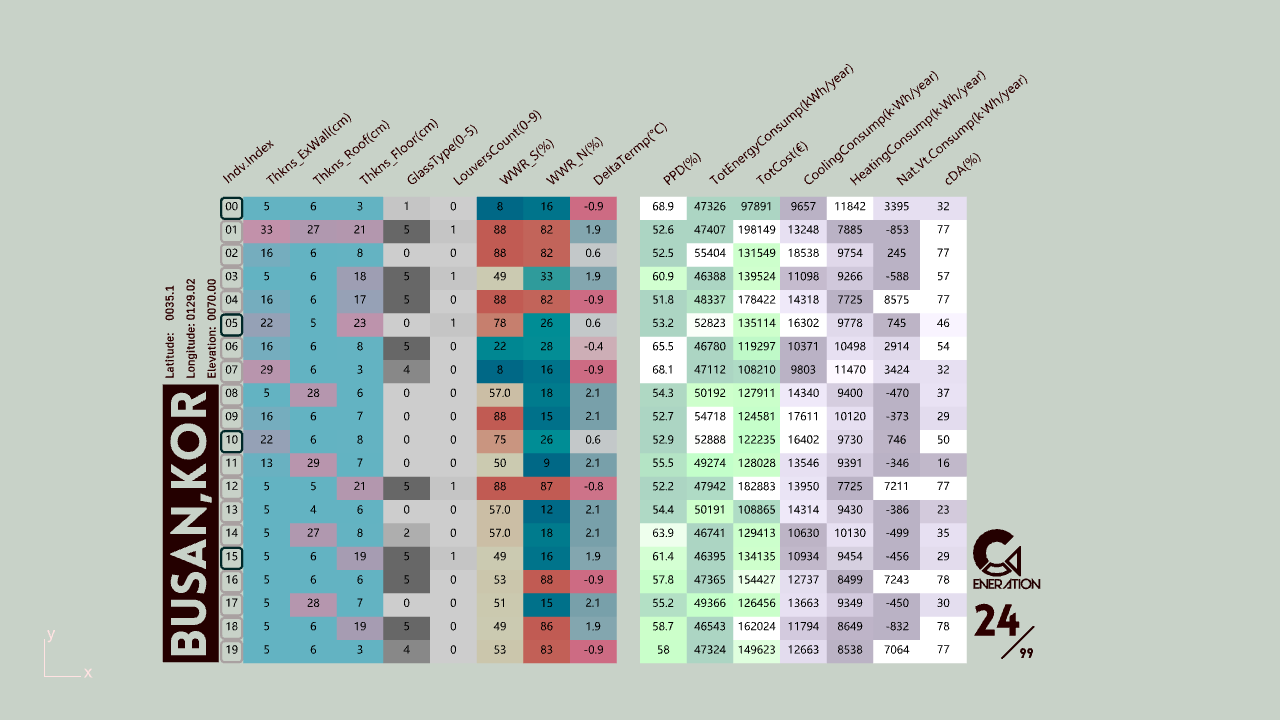 Indv.Index Thkns_ExWall(cm) Thkns_Roof(cm) Thkns_Floor(cm) GlassType(0-5) LouversCount(0-9) WWR_S(%) WWR_N(%) DeltaTermp(°C) PPD(%) TotEnergyConsump(kWh/year) TotCost(€) CoolingConsump(k·Wh/year) HeatingConsump(k·Wh/year) Nat.Vt.Consump(k·Wh/year) cDA(%)
00 5 6 3 1 0 8 16 -0.9 68.9 47326 97891 9657 11842 3395 32
01 33 27 21 5 1 88 82 1.9 52.6 47407 198149 13248 7885 -853 77
02 16 6 8 0 0 88 82 0.6 52.5 55404 131549 18538 9754 245 77
03 5 6 18 5 1 49 33 1.9 60.9 46388 139524 11098 9266 -588 57
04 16 6 17 5 0 88 82 -0.9 51.8 48337 178422 14318 7725 8575 77
05 22 5 23 0 1 78 26 0.6 53.2 52823 135114 16302 9778 745 46
06 16 6 8 5 0 22 28 -0.4 65.5 46780 119297 10371 10498 2914 54
07 29 6 3 4 0 8 16 -0.9 68.1 47112 108210 9803 11470 3424 32
08 5 28 6 0 0 57.0 18 2.1 54.3 50192 127911 14340 9400 -470 37
09 16 6 7 0 0 88 15 2.1 52.7 54718 124581 17611 10120 -373 29
10 22 6 8 0 0 75 26 0.6 52.9 52888 122235 16402 9730 746 50
11 13 29 7 0 0 50 9 2.1 55.5 49274 128028 13546 9391 -346 16
12 5 5 21 5 1 88 87 -0.8 52.2 47942 182883 13950 7725 7211 77
13 5 4 6 0 0 57.0 12 2.1 54.4 50191 108865 14314 9430 -386 23
14 5 27 8 2 0 57.0 18 2.1 63.9 46741 129413 10630 10130 -499 35
15 5 6 19 5 1 49 16 1.9 61.4 46395 134135 10934 9454 -456 29
16 5 6 6 5 0 53 88 -0.9 57.8 47365 154427 12737 8499 7243 78
17 5 28 7 0 0 51 15 2.1 55.2 49366 126456 13663 9349 -450 30
18 5 6 19 5 0 49 86 1.9 58.7 46543 162024 11794 8649 -832 78
19 5 6 3 4 0 53 83 -0.9 58 47324 149623 12663 8538 7064 77
Latitude: 0035.1
Longitude: 0129.02
Elevation: 0070.00
BUSAN,KOR
GENERATION
24/99
y
x